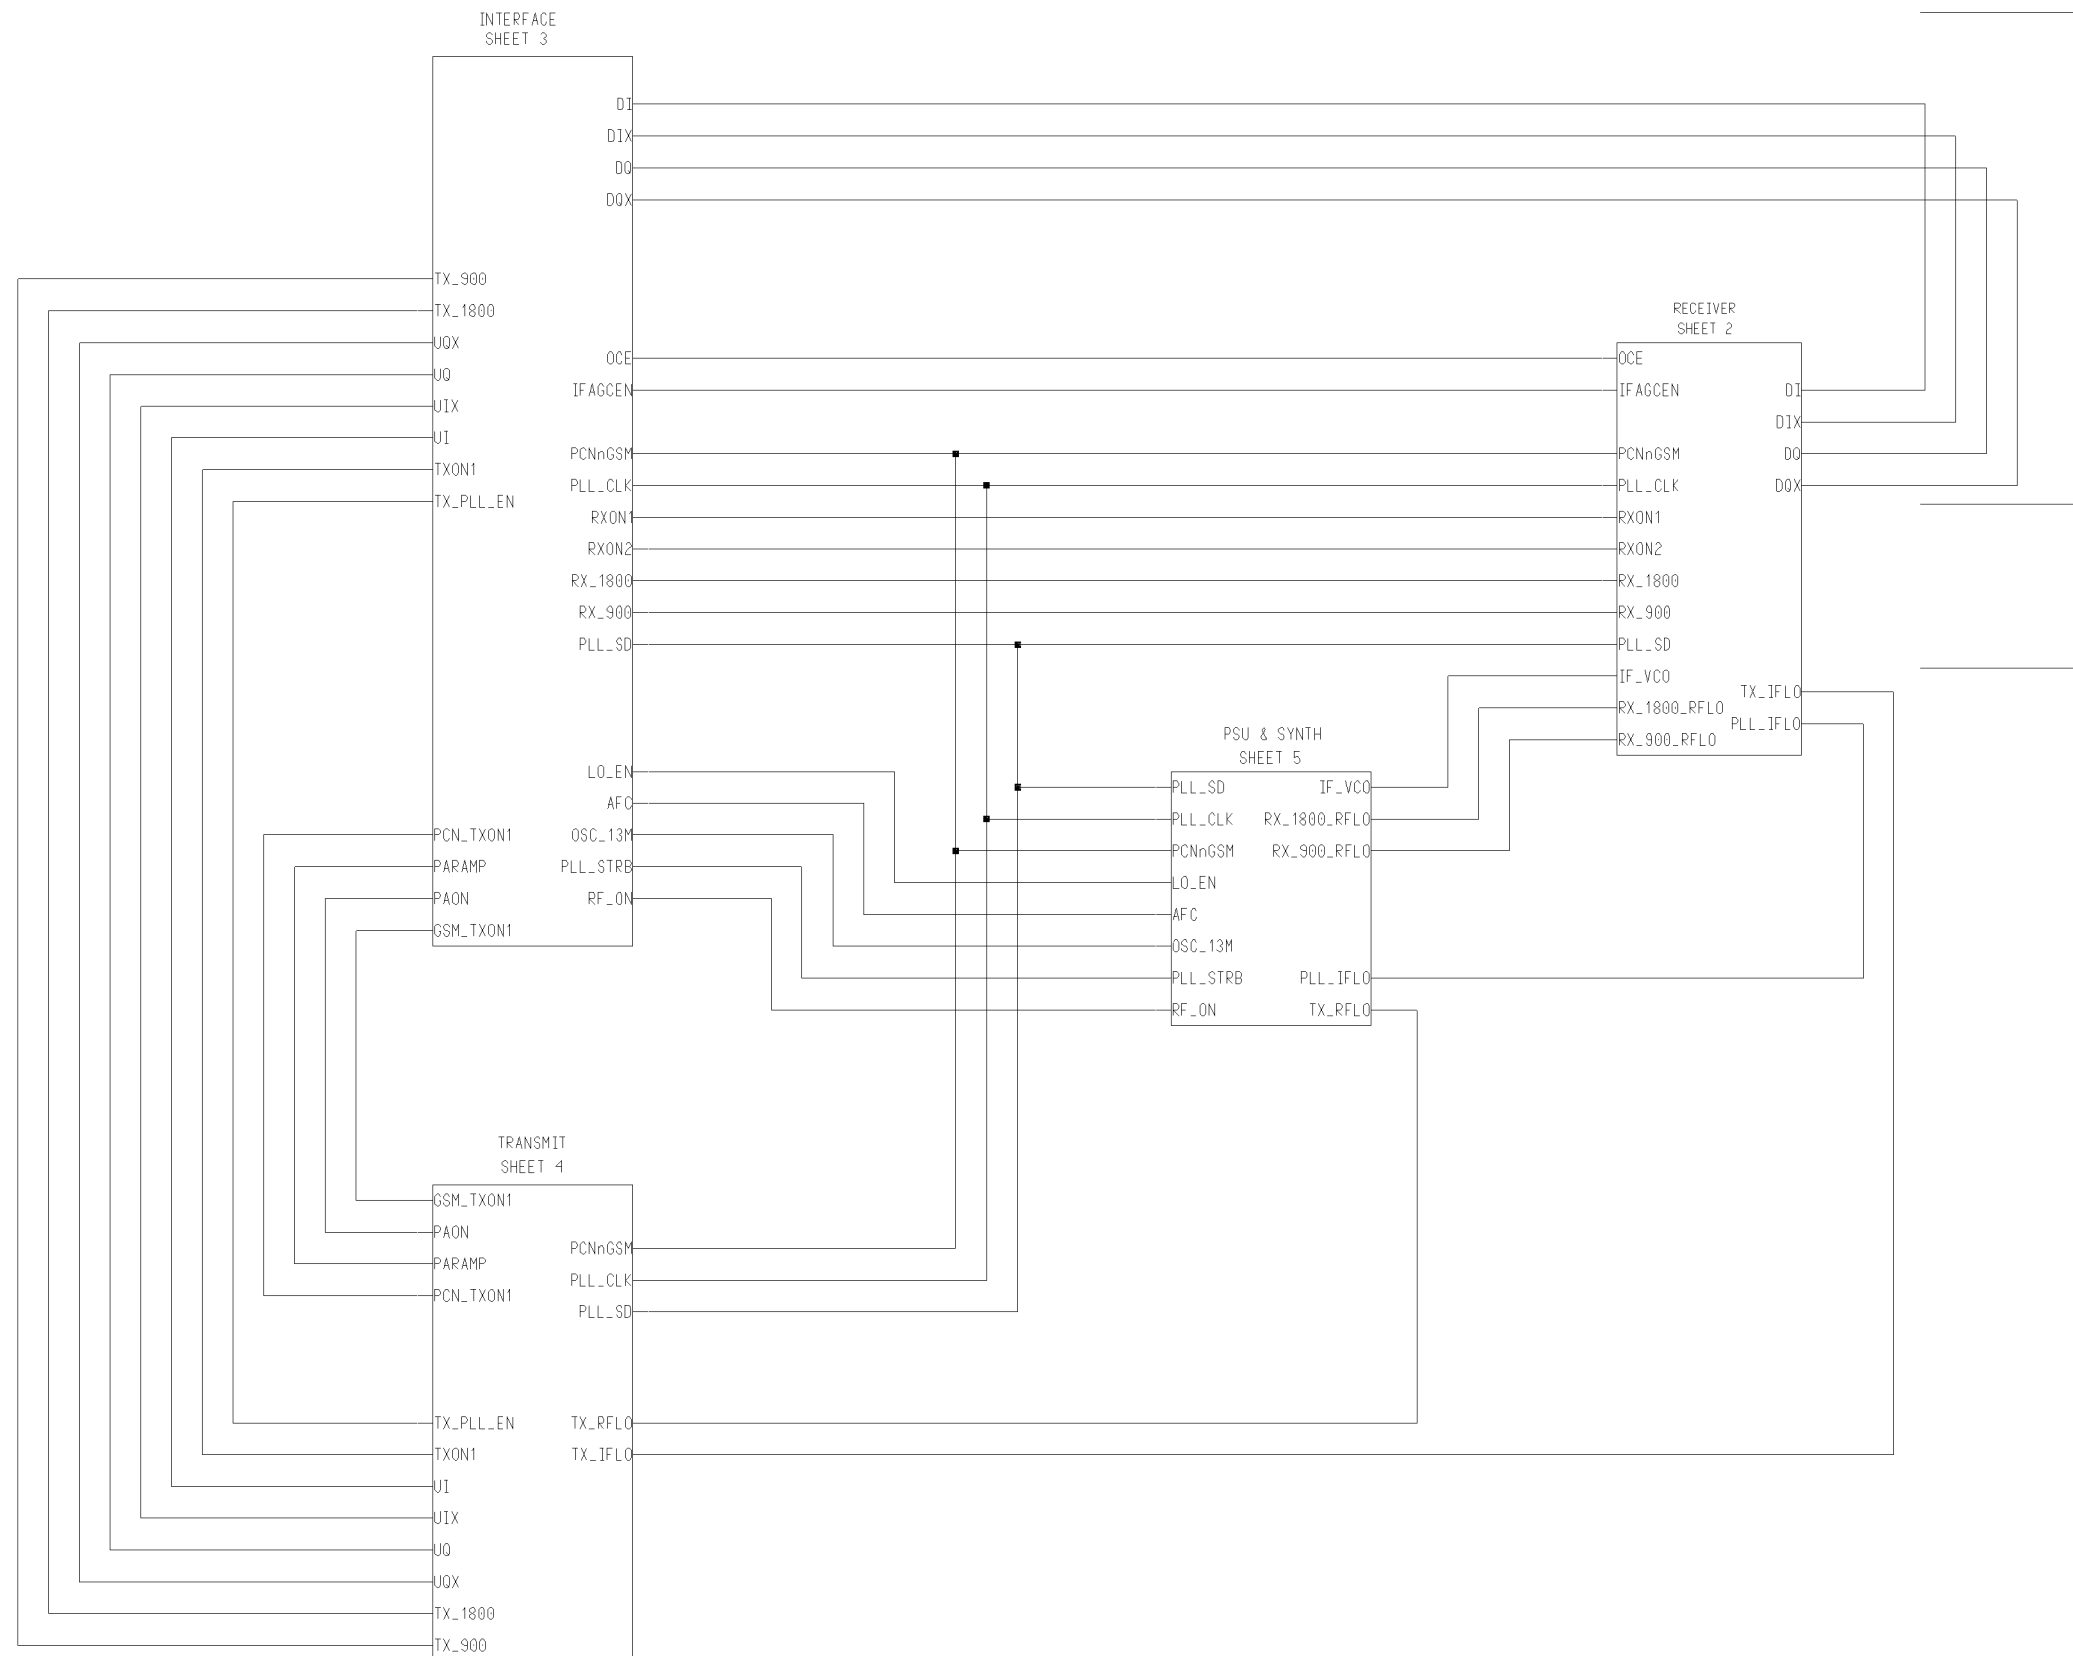 INTERFACE
SHEET 3
DI
DIX
DQ
DQX
TX_900
TX_1800
UQX
UQ
UIX
UI
TXON1
TX_PLL_EN
OCE
IFAGCEN
PCNnGSM
PLL_CLK
RXON1
RXON2
RX_1800
RX_900
PLL_SD
LO_EN
AFC
OSC_13M
PLL_STRB
RF_ON
PCN_TXON1
PARAMP
PAON
GSM_TXON1
RECEIVER
SHEET 2
OCE
IFAGCEN
PCNnGSM
PLL_CLK
RXON1
RXON2
RX_1800
RX_900
PLL_SD
IF_VCO
RX_1800_RFLO
RX_900_RFLO
DI
DIX
DQ
DQX
TX_IFLO
PLL_IFLO
PSU & SYNTH
SHEET 5
PLL_SD
PLL_CLK
PCNnGSM
LO_EN
AFC
OSC_13M
PLL_STRB
RF_ON
IF_VCO
RX_1800_RFLO
RX_900_RFLO
PLL_IFLO
TX_RFLO
TRANSMIT
SHEET 4
GSM_TXON1
PAON
PARAMP
PCN_TXON1
TX_PLL_EN
TXON1
UI
UIX
UQ
UQX
TX_1800
TX_900
PCNnGSM
PLL_CLK
PLL_SD
TX_RFLO
TX_IFLO